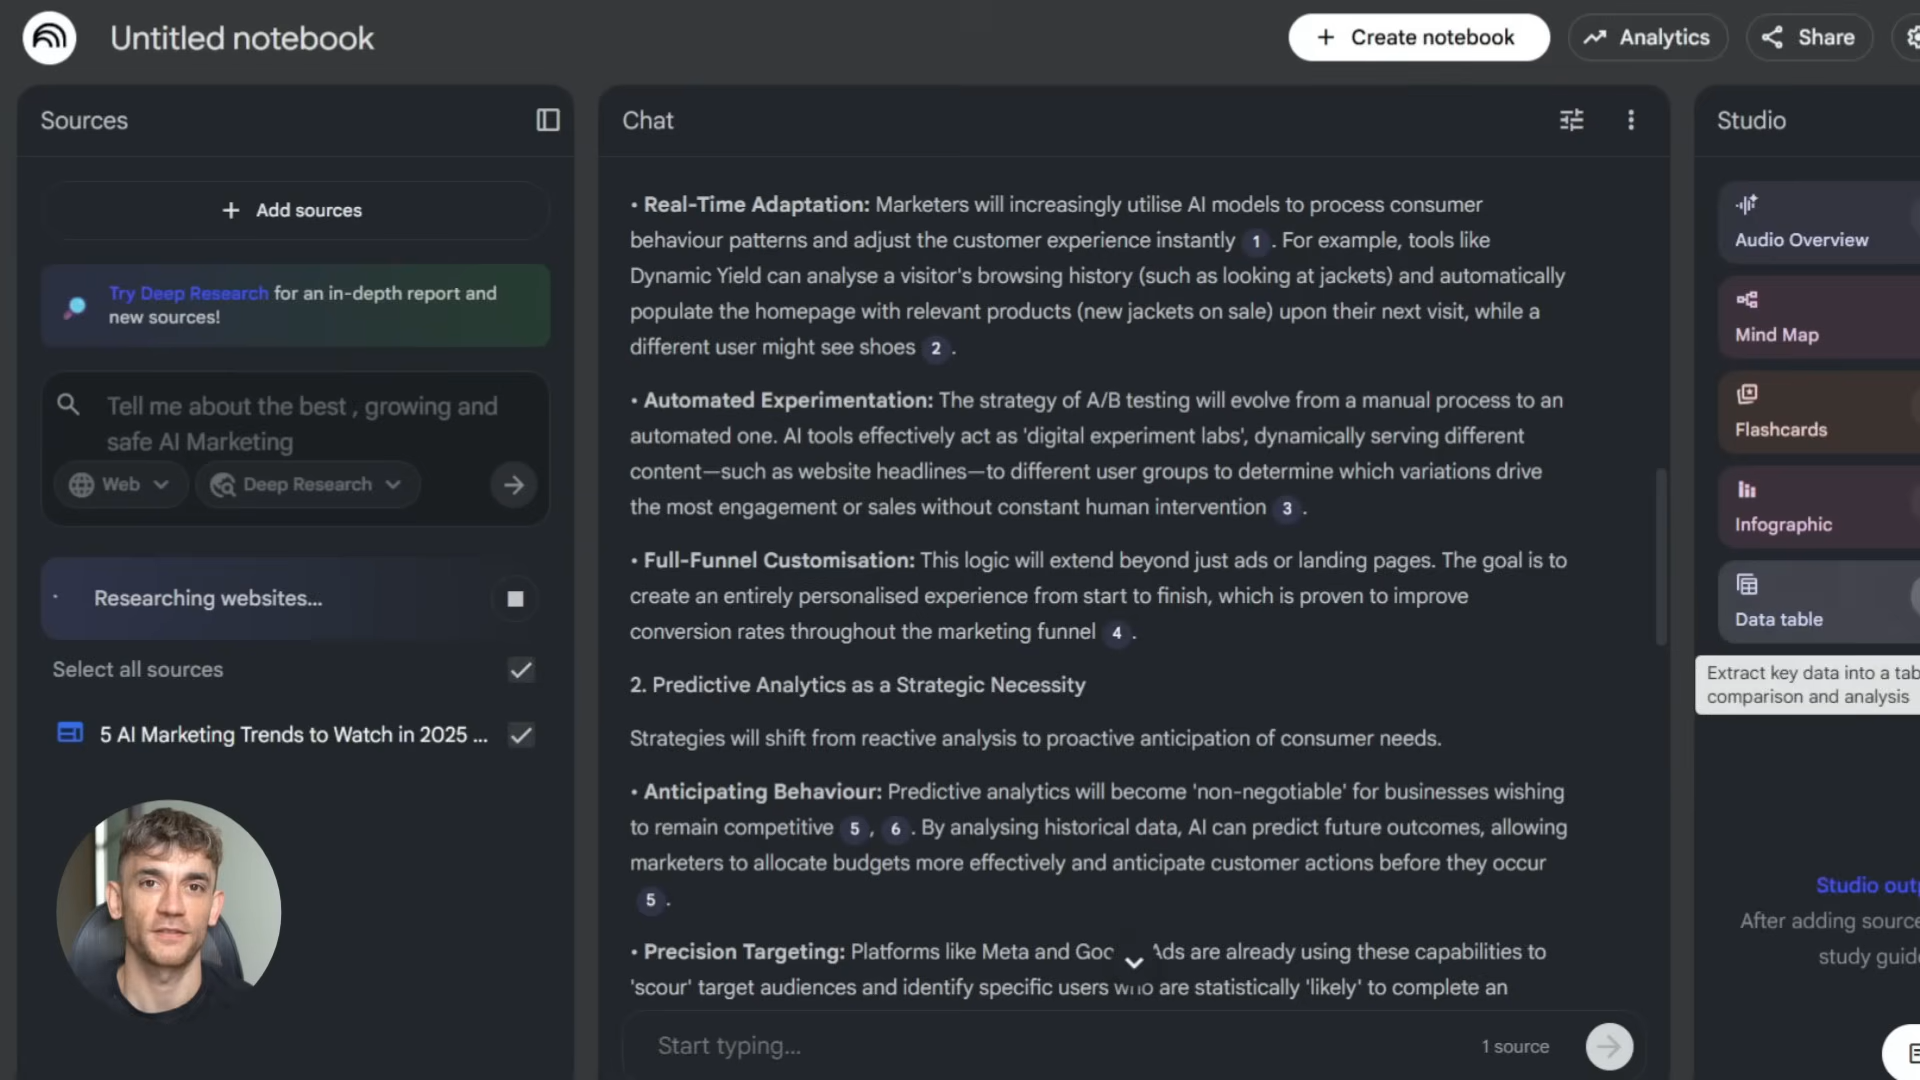 Untitled notebook
+ Create notebook
Analytics
Share
Sources
+ Add sources
Try Deep Research for an in-depth report and
new sources!
Tell me about the best , growing and
safe AI Marketing
Web
Deep Research
Researching websites...
Select all sources
5 AI Marketing Trends to Watch in 2025 ...
Chat
• Real-Time Adaptation: Marketers will increasingly utilise AI models to process consumer
behaviour patterns and adjust the customer experience instantly 1 . For example, tools like
Dynamic Yield can analyse a visitor's browsing history (such as looking at jackets) and automatically
populate the homepage with relevant products (new jackets on sale) upon their next visit, while a
different user might see shoes 2 .
• Automated Experimentation: The strategy of A/B testing will evolve from a manual process to an
automated one. AI tools effectively act as 'digital experiment labs', dynamically serving different
content—such as website headlines—to different user groups to determine which variations drive
the most engagement or sales without constant human intervention 3 .
• Full-Funnel Customisation: This logic will extend beyond just ads or landing pages. The goal is to
create an entirely personalised experience from start to finish, which is proven to improve
conversion rates throughout the marketing funnel 4 .
2. Predictive Analytics as a Strategic Necessity
Strategies will shift from reactive analysis to proactive anticipation of consumer needs.
• Anticipating Behaviour: Predictive analytics will become 'non-negotiable' for businesses wishing
to remain competitive 5 , 6 . By analysing historical data, AI can predict future outcomes, allowing
marketers to allocate budgets more effectively and anticipate customer actions before they occur
5 .
• Precision Targeting: Platforms like Meta and Goo Ads are already using these capabilities to
'scour' target audiences and identify specific users who are statistically 'likely' to complete an
Start typing...
1 source
Studio
Audio Overview
Mind Map
Flashcards
Infographic
Data table
Extract key data into a tab
comparison and analysis
Studio outp
After adding source
study guid